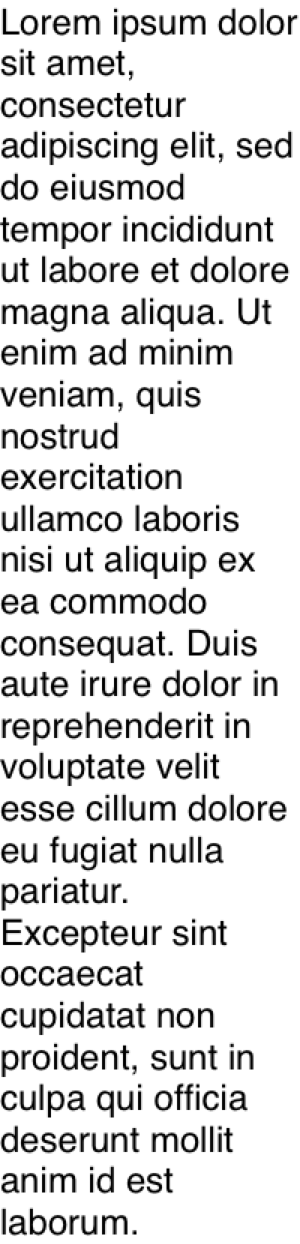 Lorem ipsum dolor
sit amet,
consectetur
adipiscing elit, sed
do eiusmod
tempor incididunt
ut labore et dolore
magna aliqua. Ut
enim ad minim
veniam, quis
nostrud
exercitation
ullamco laboris
nisi ut aliquip ex
ea commodo
consequat. Duis
aute irure dolor in
reprehenderit in
voluptate velit
esse cillum dolore
eu fugiat nulla
pariatur.
Excepteur sint
occaecat
cupidatat non
proident, sunt in
culpa qui officia
deserunt mollit
anim id est
laborum.